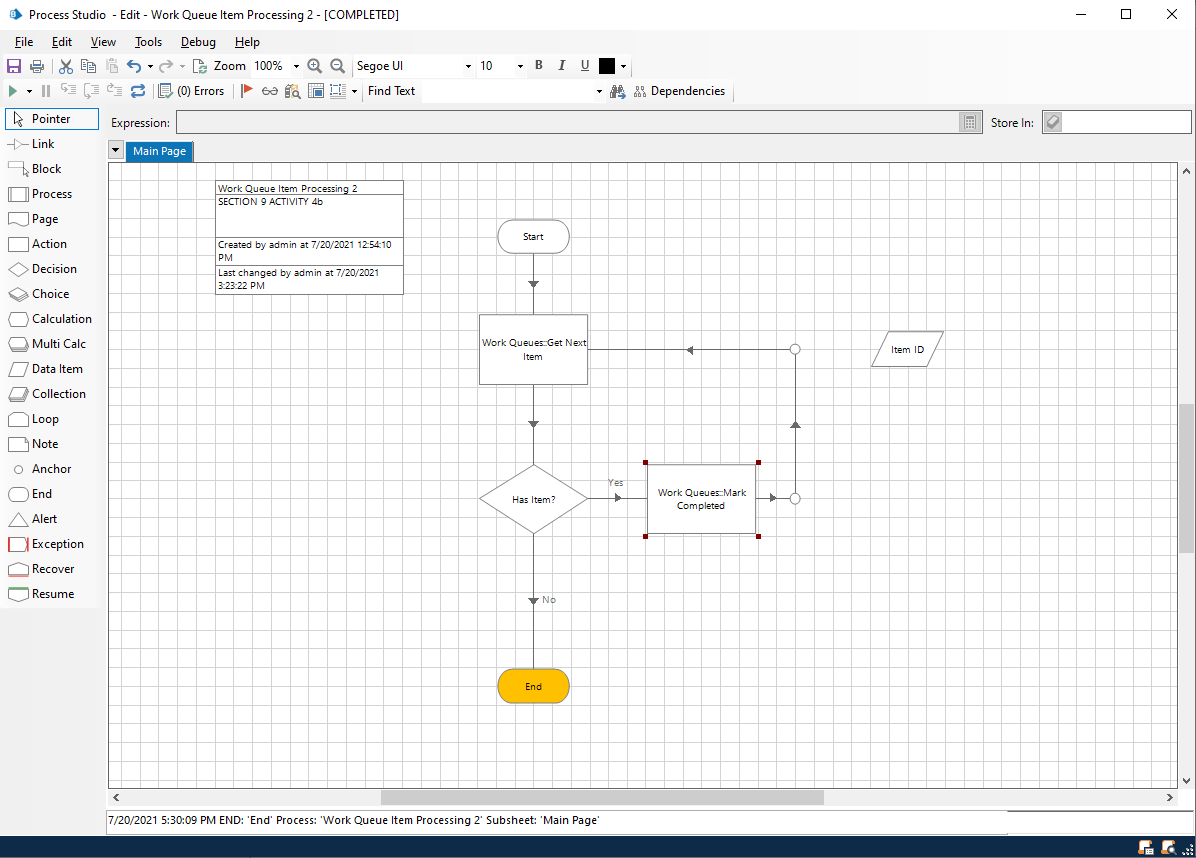 Process Studio - Edit - Work Queue Item Processing 2 - [COMPLETED]
File Edit View Tools Debug Help
Zoom 100% Segoe UI 10 B I U
(0) Errors Find Text Dependencies
Pointer
Link
Block
Process
Page
Action
Decision
Choice
Calculation
Multi Calc
Data Item
Collection
Loop
Note
Anchor
End
Alert
Exception
Recover
Resume
Expression: Store In:
Main Page
Work Queue Item Processing 2
SECTION 9 ACTIVITY 4b
Created by admin at 7/20/2021 12:54:10
PM
Last changed by admin at 7/20/2021
3:23:22 PM
Start
Work Queues::Get Next
Item
Item ID
Has Item?
Yes
Work Queues::Mark
Completed
No
End
7/20/2021 5:30:09 PM END: 'End' Process: 'Work Queue Item Processing 2' Subsheet: 'Main Page'